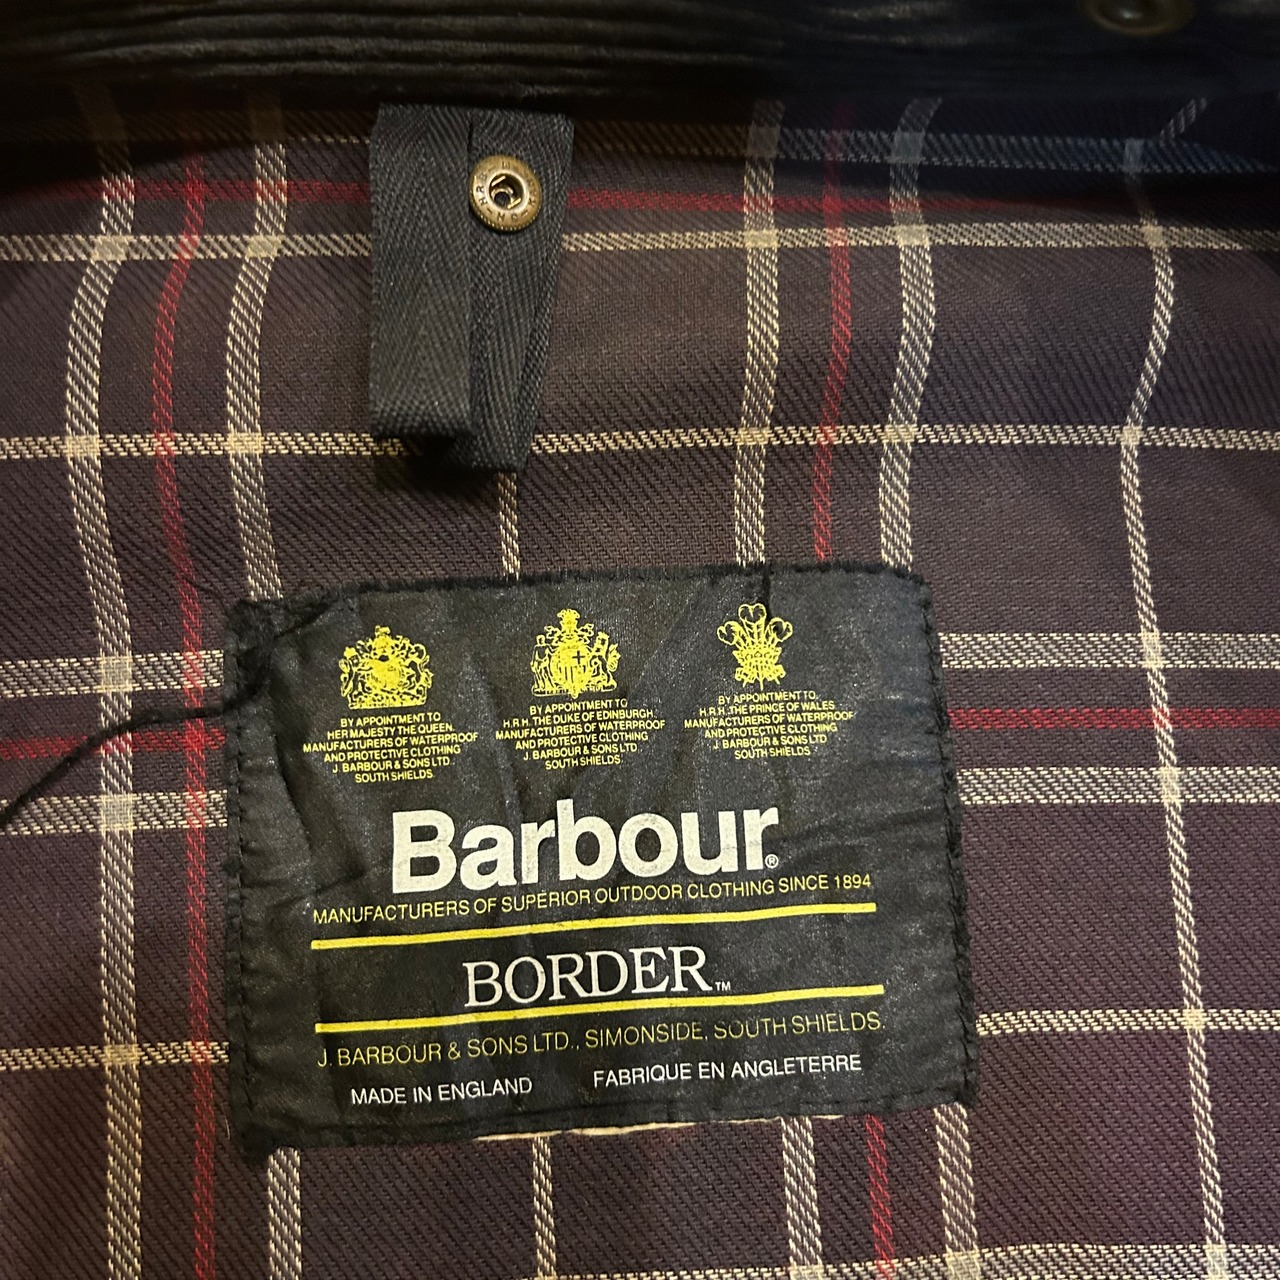 BY APPOINTMENT TO
HER MAJESTY THE QUEEN,
MANUFACTURERS OF WATERPROOF
AND PROTECTIVE CLOTHING
J. BARBOUR & SONS LTD.
SOUTH SHIELDS.
BY APPOINTMENT TO
H.R.H. THE DUKE OF EDINBURGH.
MANUFACTURERS OF WATERPROOF
AND PROTECTIVE CLOTHING
J. BARBOUR & SONS LTD
SOUTH SHIELDS.
BY APPOINTMENT TO.
H.R.H. THE PRINCE OF WALES
MANUFACTURERS OF WATERPROOF
AND PROTECTIVE CLOTHING
J. BARBOUR & SONS LTD
SOUTH SHIELDS
Barbour®
MANUFACTURERS OF SUPERIOR OUTDOOR CLOTHING SINCE 1894
BORDER™
J. BARBOUR & SONS LTD., SIMONSIDE, SOUTH SHIELDS.
MADE IN ENGLAND FABRIQUE EN ANGLETERRE